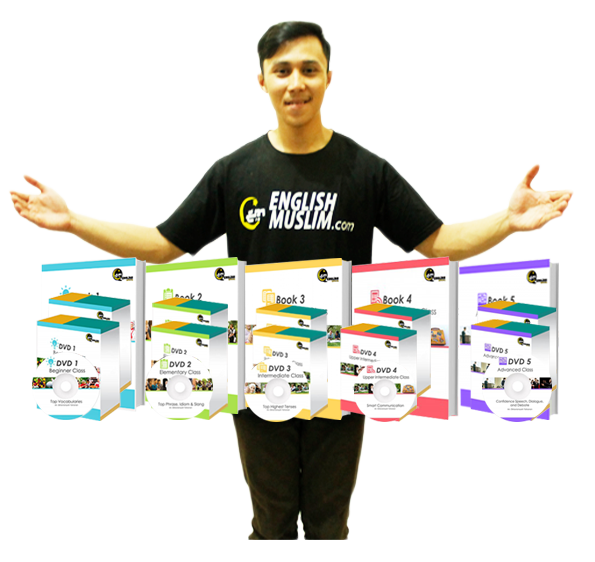 ENGLISH
MUSLIM.com
Book 2
Book 3
Book 4
Book 5
DVD 1
DVD 1
Beginner Class
Top Vocabularies
DVD 2
DVD 2
Elementary Class
Top Phrase, Idiom & Slang
DVD 3
DVD 3
Intermediate Class
Top Highest Tenses
DVD 4
Upper Intermediate Class
Smart Communication
DVD 5
DVD 5
Advanced Class
Confidence Speech, Dialogue,
and Debate